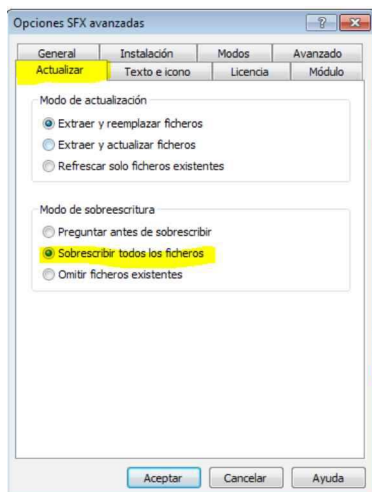 Opciones SFX avanzadas
General Instalación Modos Avanzado
Actualizar Texto e icono Licencia Módulo
Modo de actualización
Extraer y reemplazar ficheros
Extraer y actualizar ficheros
Refrescar solo ficheros existentes
Modo de sobreescritura
Preguntar antes de sobrescribir
Sobrescribir todos los ficheros
Omitir ficheros existentes
Aceptar Cancelar Ayuda